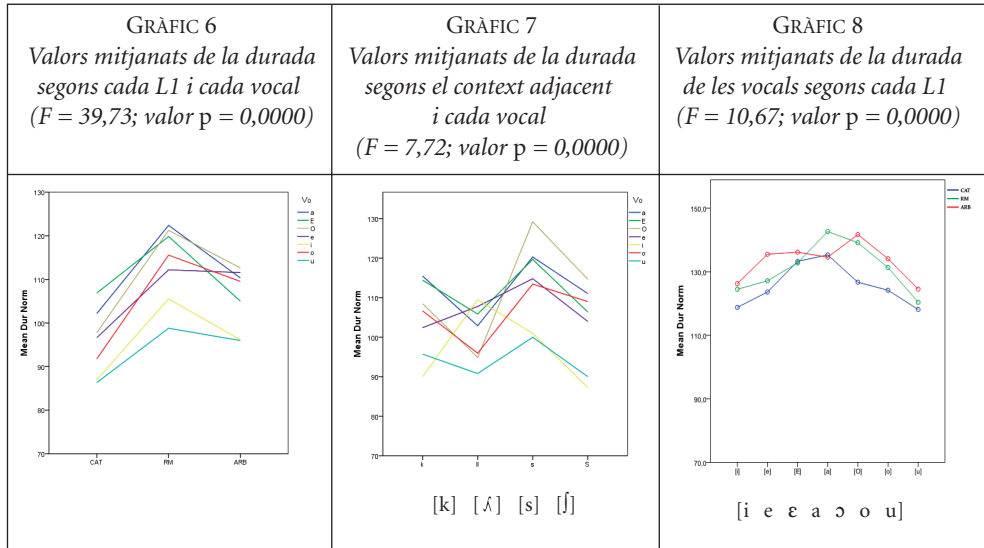 GRÀFIC 6
Valors mitjanats de la durada
segons cada L1 i cada vocal
(F = 39,73; valor p = 0,0000)
GRÀFIC 7
Valors mitjanats de la durada
segons el context adjacent
i cada vocal
(F = 7,72; valor p = 0,0000)
GRÀFIC 8
Valors mitjanats de la durada
de les vocals segons cada L1
(F = 10,67; valor p = 0,0000)
Mean Dur Norm
130
120
110
100
90
80
70
CAT RM ARB
Vo
a
E
O
e
i
o
u
Mean Dur Norm
130
120
110
100
90
80
70
k ll s S
Vo
a
E
O
e
i
o
u
[k] [ʎ] [s] [ʃ]
Mean Dur Norm
150,0
130,0
110,0
90,0
70,0
[i] [e] [E] [a] [O] [o] [u]
CAT
RM
ARB
[i e ɛ a ɔ o u]